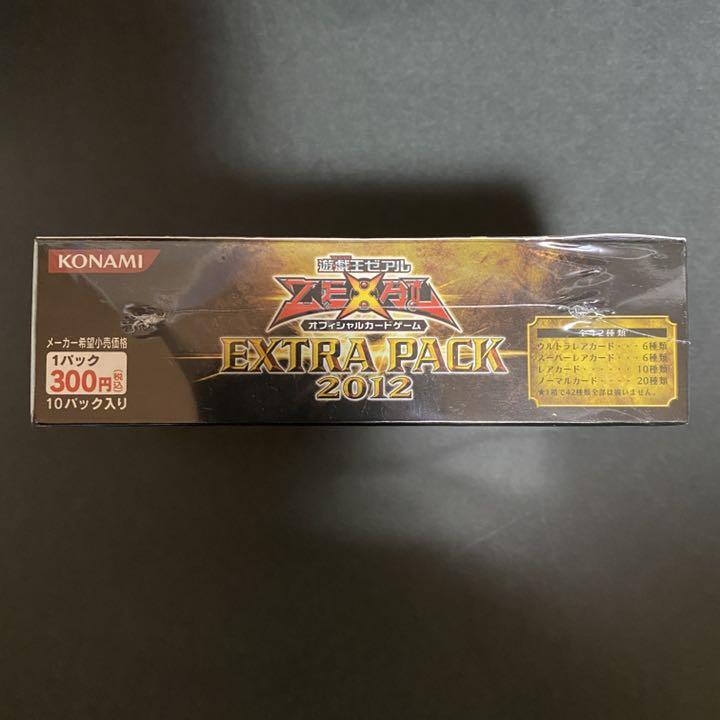 KONAMI
メーカー希望小売価格
1パック
300円(税込)
10パック入り
遊戯王ゼアル
ZEXAL
オフィシャルカードゲーム
EXTRA PACK
2012
全42種類
ウルトラレアカード・・・6種類
スーパーレアカード・・・6種類
レアカード・・・・・・10種類
ノーマルカード・・・・・20種類
★1箱で42種類全部は揃いません。